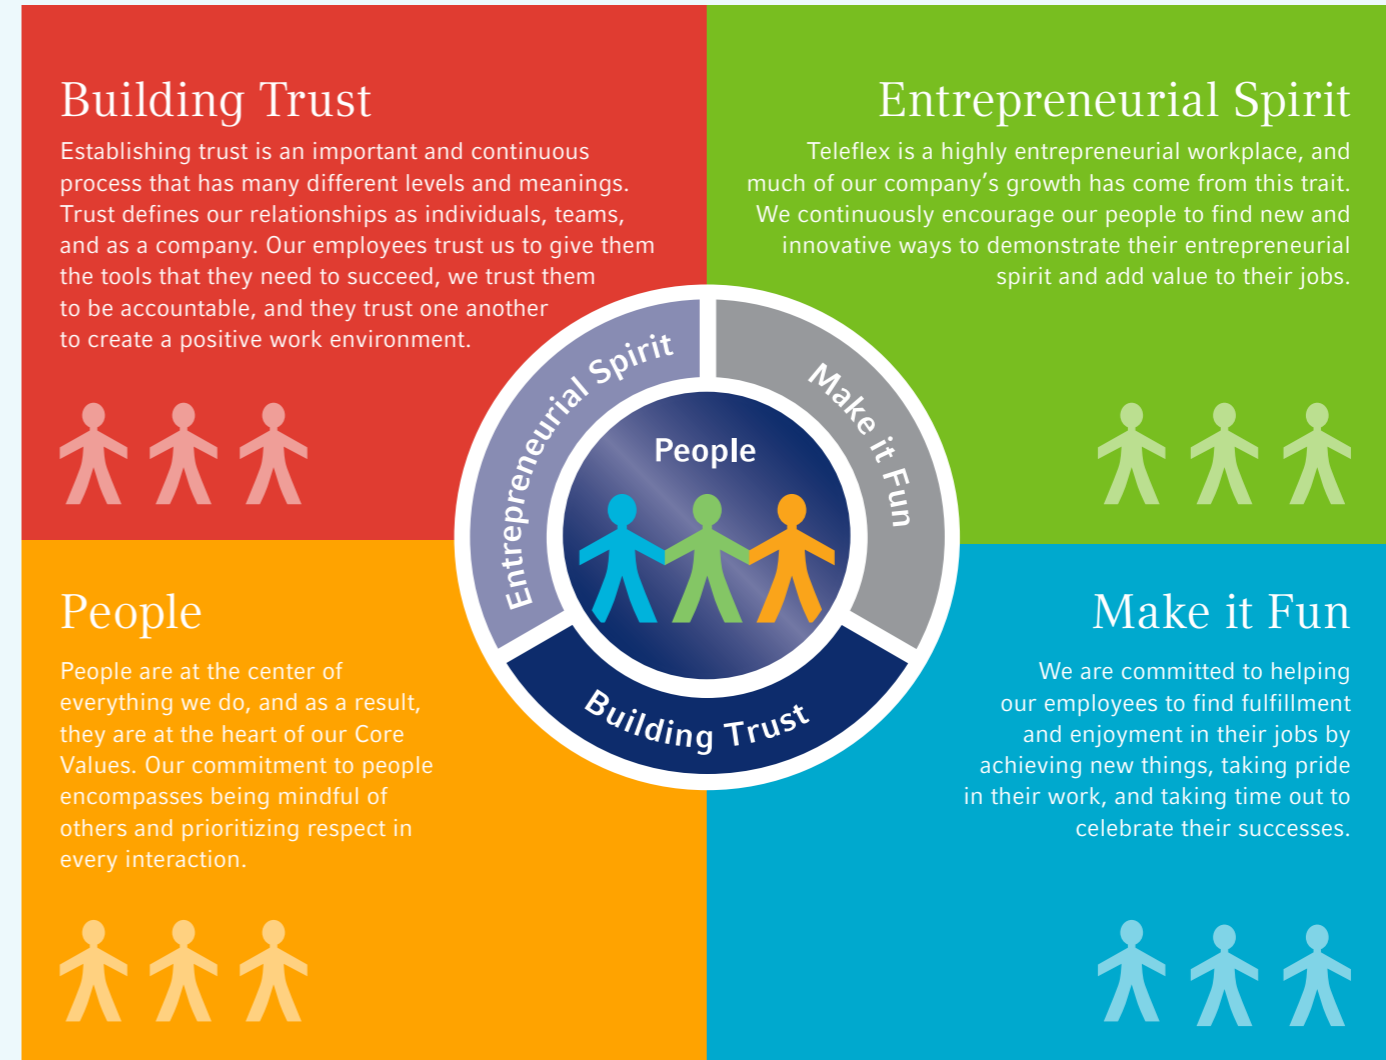 Building Trust
Establishing trust is an important and continuous
process that has many different levels and meanings.
Trust defines our relationships as individuals, teams,
and as a company. Our employees trust us to give them
the tools that they need to succeed, we trust them
to be accountable, and they trust one another
to create a positive work environment.
Entrepreneurial Spirit
Teleflex is a highly entrepreneurial workplace, and
much of our company’s growth has come from this trait.
We continuously encourage our people to find new and
innovative ways to demonstrate their entrepreneurial
spirit and add value to their jobs.
Entrepreneurial Spirit
Make it Fun
People
Building Trust
People
People are at the center of
everything we do, and as a result,
they are at the heart of our Core
Values. Our commitment to people
encompasses being mindful of
others and prioritizing respect in
every interaction.
Make it Fun
We are committed to helping
our employees to find fulfillment
and enjoyment in their jobs by
achieving new things, taking pride
in their work, and taking time out to
celebrate their successes.